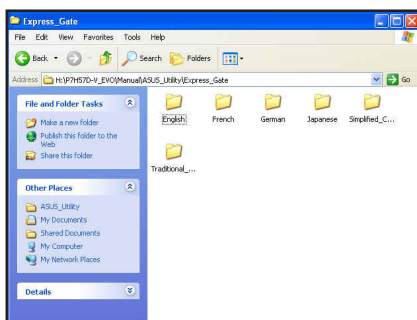 Express_Gate
File Edit View Favorites Tools Help
Back Search Folders
Address H:\P7H57D-V_EVO\Manual\ASUS_Utility\Express_Gate Go
File and Folder Tasks
Make a new folder
Publish this folder to the
Web
Share this folder
Other Places
ASUS_Utility
My Documents
Shared Documents
My Computer
My Network Places
Details
English French German Japanese Simplified_C...
Traditional_...